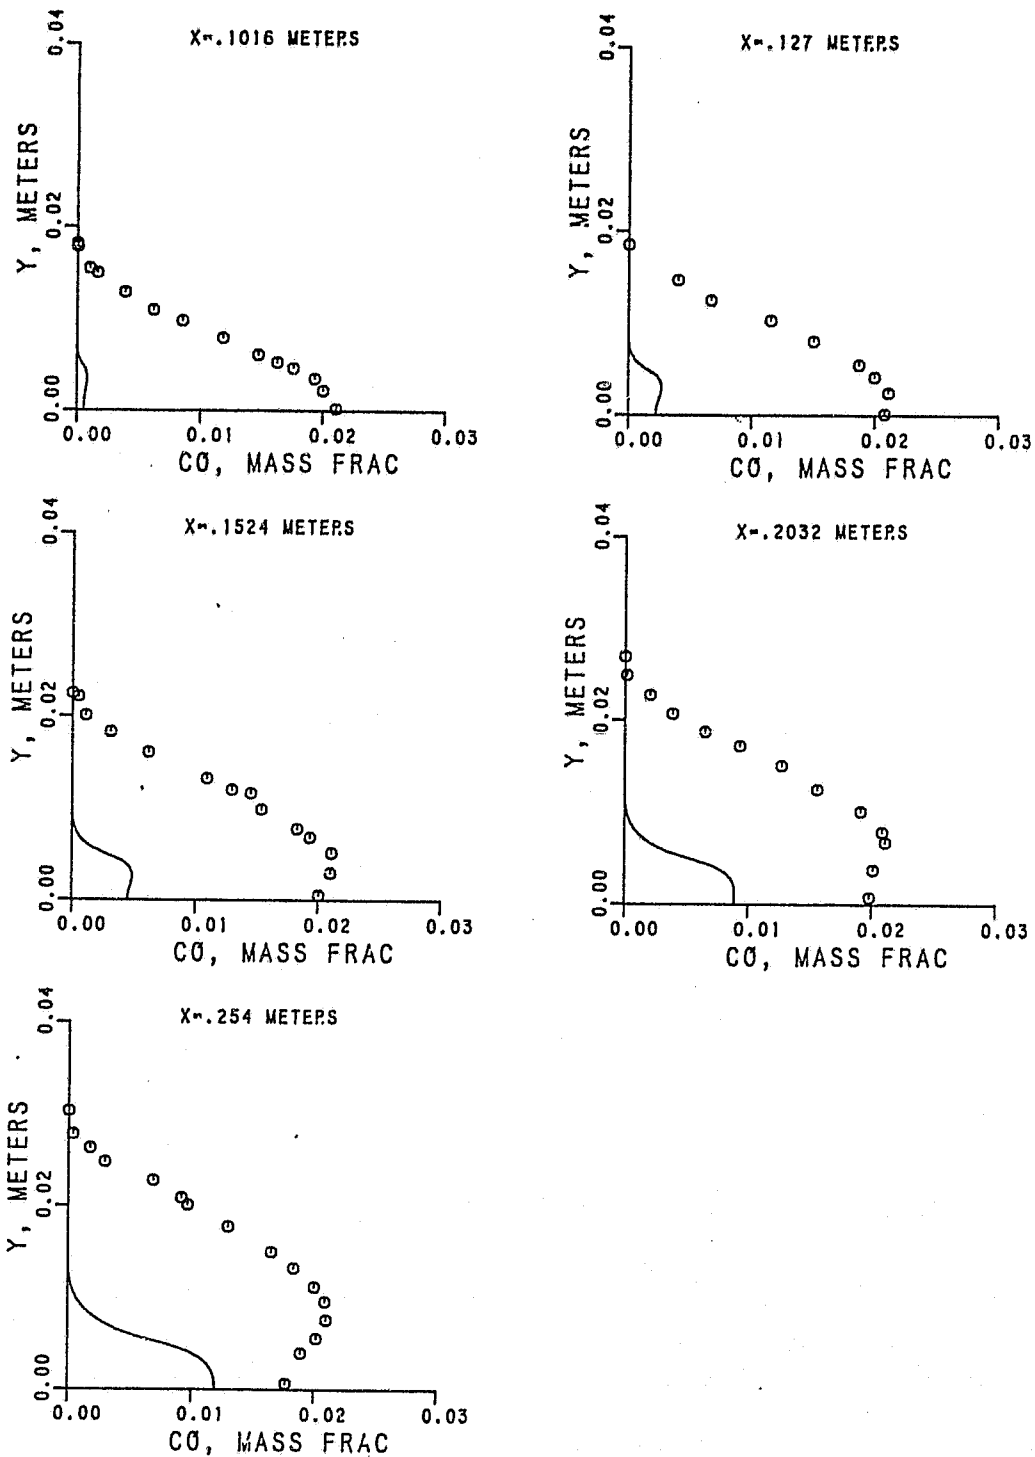 X=.1016 METERS
0.04
0.02
0.00
Y, METERS
0.00 0.01 0.02 0.03
CO, MASS FRAC
X=.127 METERS
0.04
0.02
0.00
Y, METERS
0.00 0.01 0.02 0.03
CO, MASS FRAC
X=.1524 METERS
0.04
0.02
0.00
Y, METERS
0.00 0.01 0.02 0.03
CO, MASS FRAC
X=.2032 METERS
0.04
0.02
0.00
Y, METERS
0.00 0.01 0.02 0.03
CO, MASS FRAC
X=.254 METERS
0.04
0.02
0.00
Y, METERS
0.00 0.01 0.02 0.03
CO, MASS FRAC